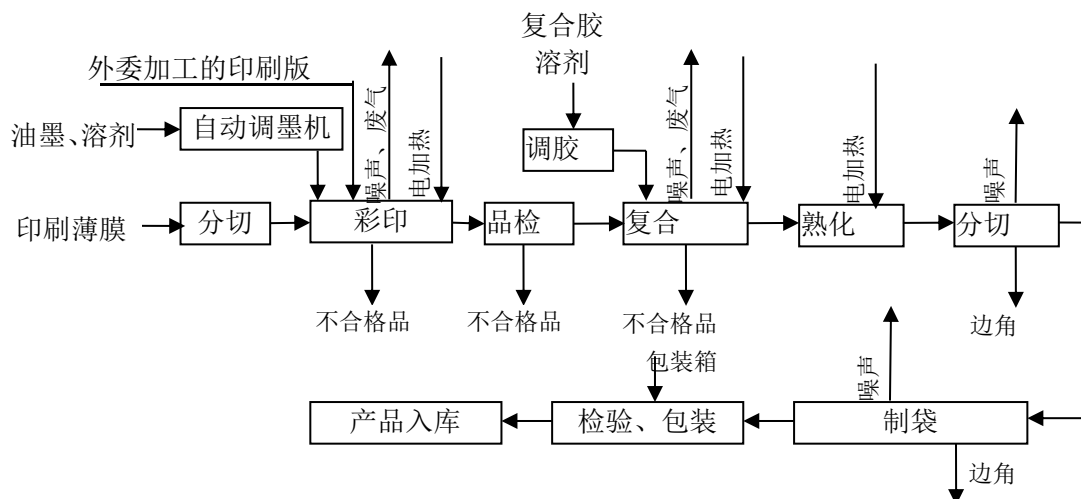 复合胶
溶剂
外委加工的印刷版
噪声、废气
电加热
噪声、废气
电加热
电加热
噪声
油墨、溶剂
自动调墨机
调胶
印刷薄膜
分切
彩印
品检
复合
熟化
分切
不合格品
不合格品
不合格品
边角
包装箱
噪声
产品入库
检验、包装
制袋
边角